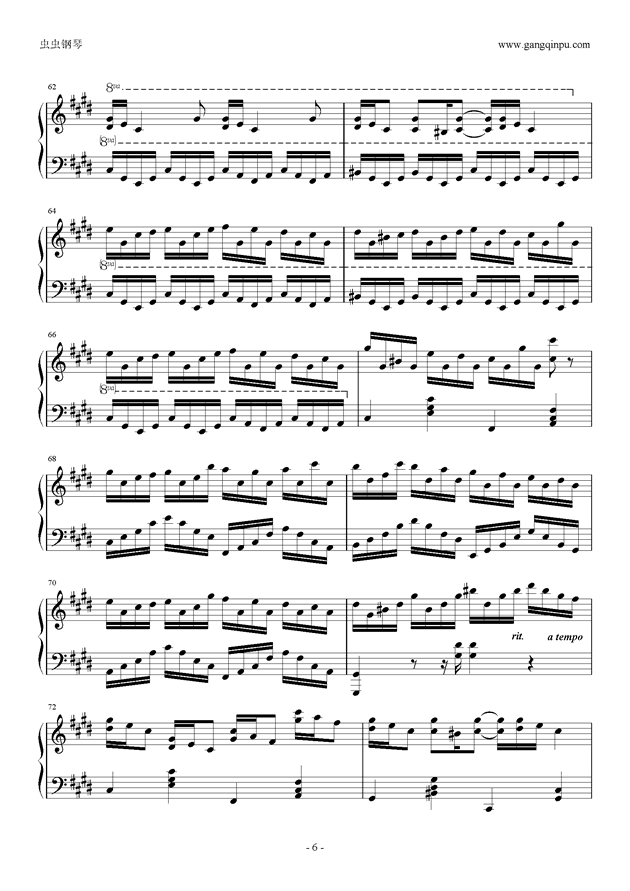 虫虫钢琴 www.gangqinpu.com
62
8va
8va
64
8va
66
8va
68
70
rit. a tempo
72
- 6 -